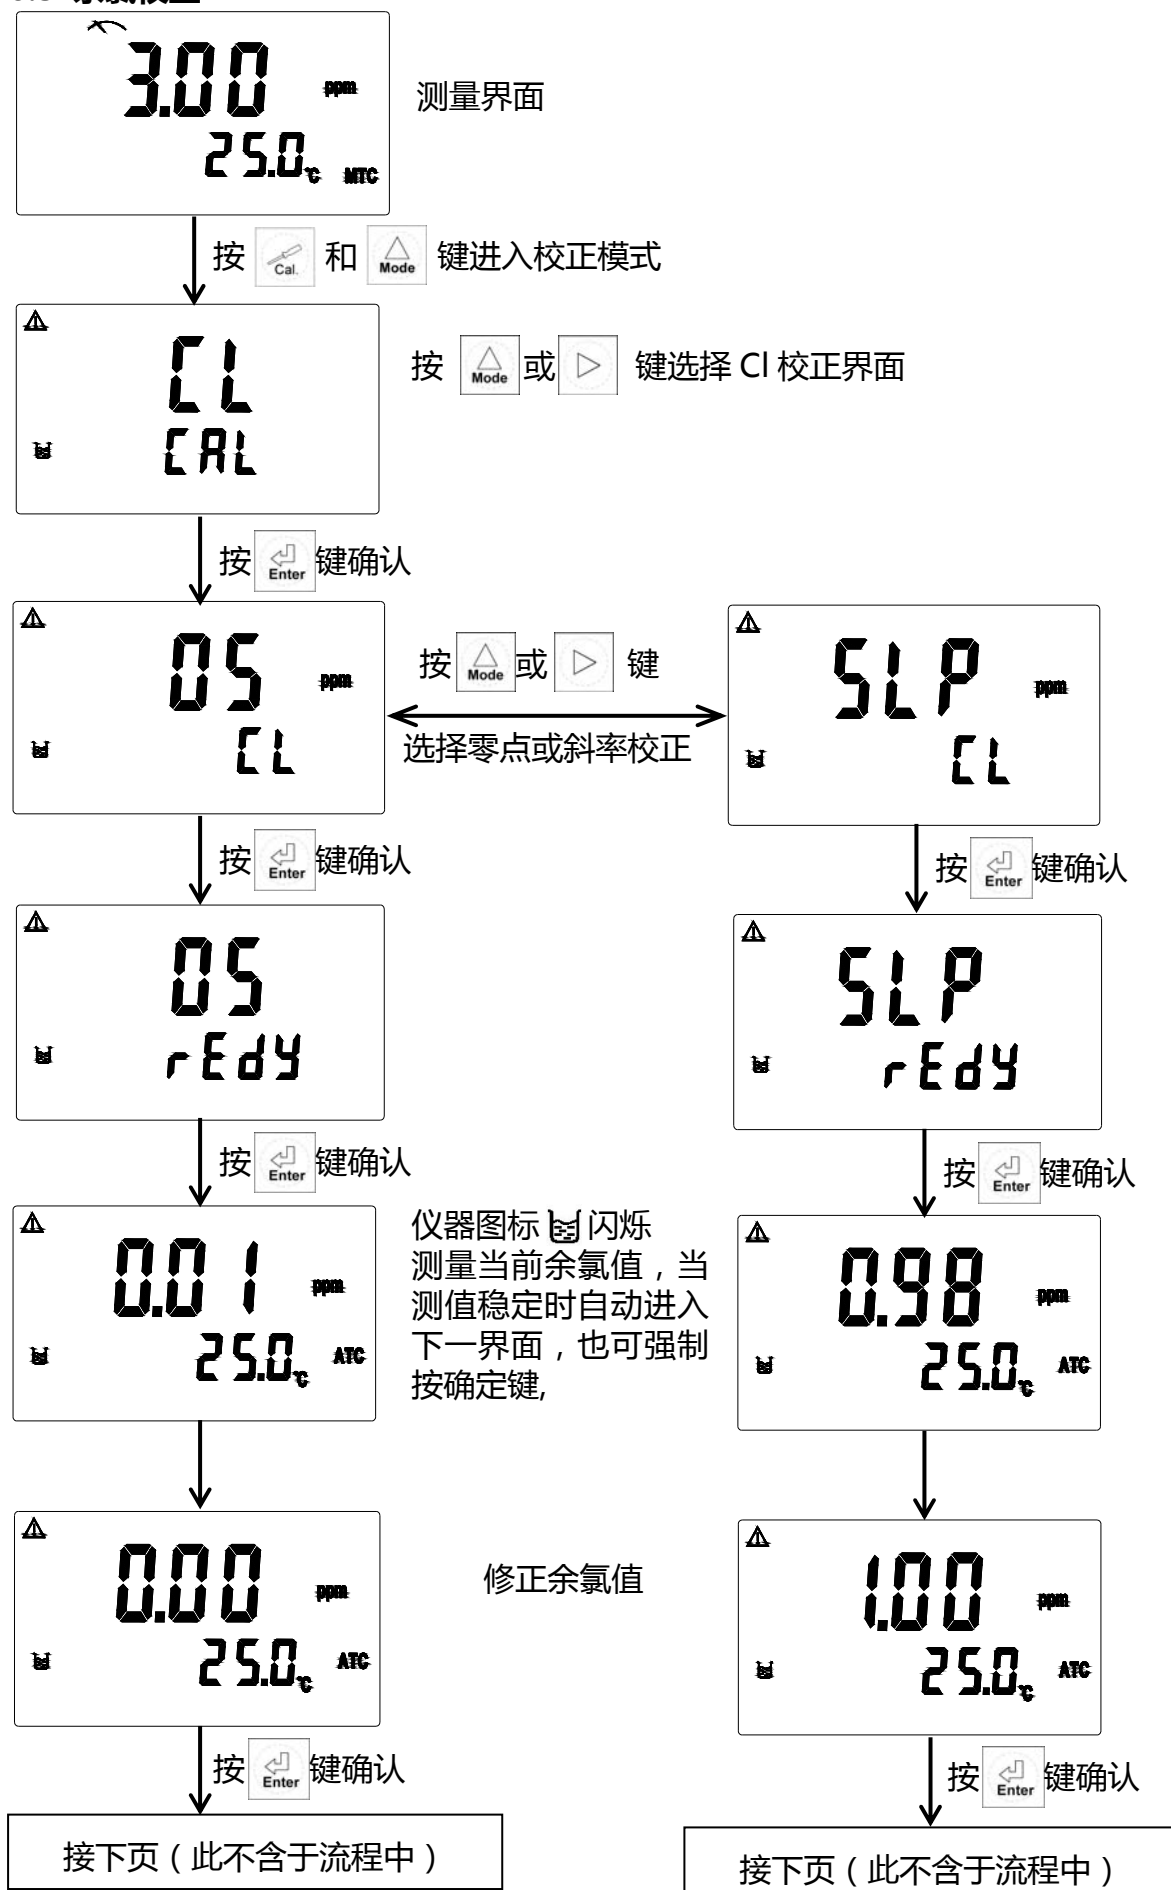 3.00 ppm
25.0℃ MTC
测量界面
按 Cal. 和 Mode 键进入校正模式
CL
CAL
按 Mode 或 键选择 Cl 校正界面
按 Enter 键确认
OS ppm
CL
按 Mode 或 键
选择零点或斜率校正
SLP ppm
CL
按 Enter 键确认
按 Enter 键确认
OS
rEdy
SLP
rEdy
按 Enter 键确认
按 Enter 键确认
0.01 ppm
25.0℃ ATC
仪器图标 闪烁
测量当前余氯值，当
测值稳定时自动进入
下一界面，也可强制
按确定键,
0.98 ppm
25.0℃ ATC
0.00 ppm
25.0℃ ATC
修正余氯值
1.00 ppm
25.0℃ ATC
按 Enter 键确认
按 Enter 键确认
接下页（此不含于流程中）
接下页（此不含于流程中）